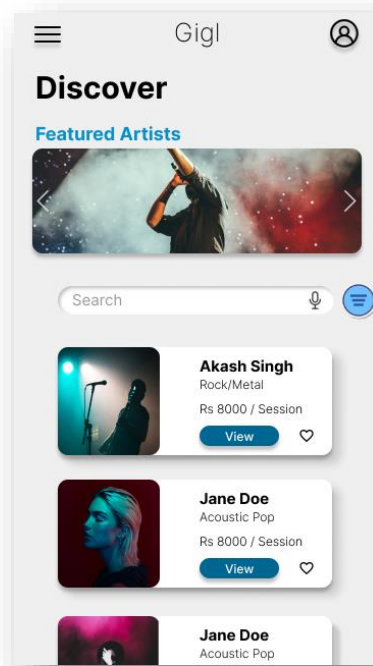 Gigl
Discover
Featured Artists
Search
Akash Singh
Rock/Metal
Rs 8000 / Session
View
Jane Doe
Acoustic Pop
Rs 8000 / Session
View
Jane Doe
Acoustic Pop